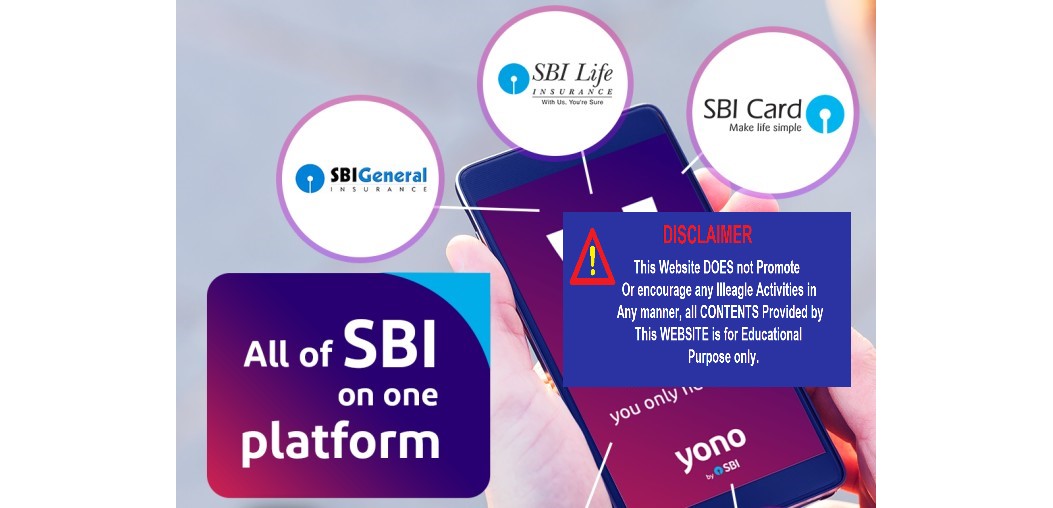 SBI Life
INSURANCE
With Us, You're Sure
SBI Card
Make life simple
SBIGeneral
INSURANCE
DISCLAIMER
This Website DOES not Promote
Or encourage any Illeagle Activities in
Any manner, all CONTENTS Provided by
This WEBSITE is for Educational
Purpose only.
All of SBI
on one
platform
you only
yono
by SBI